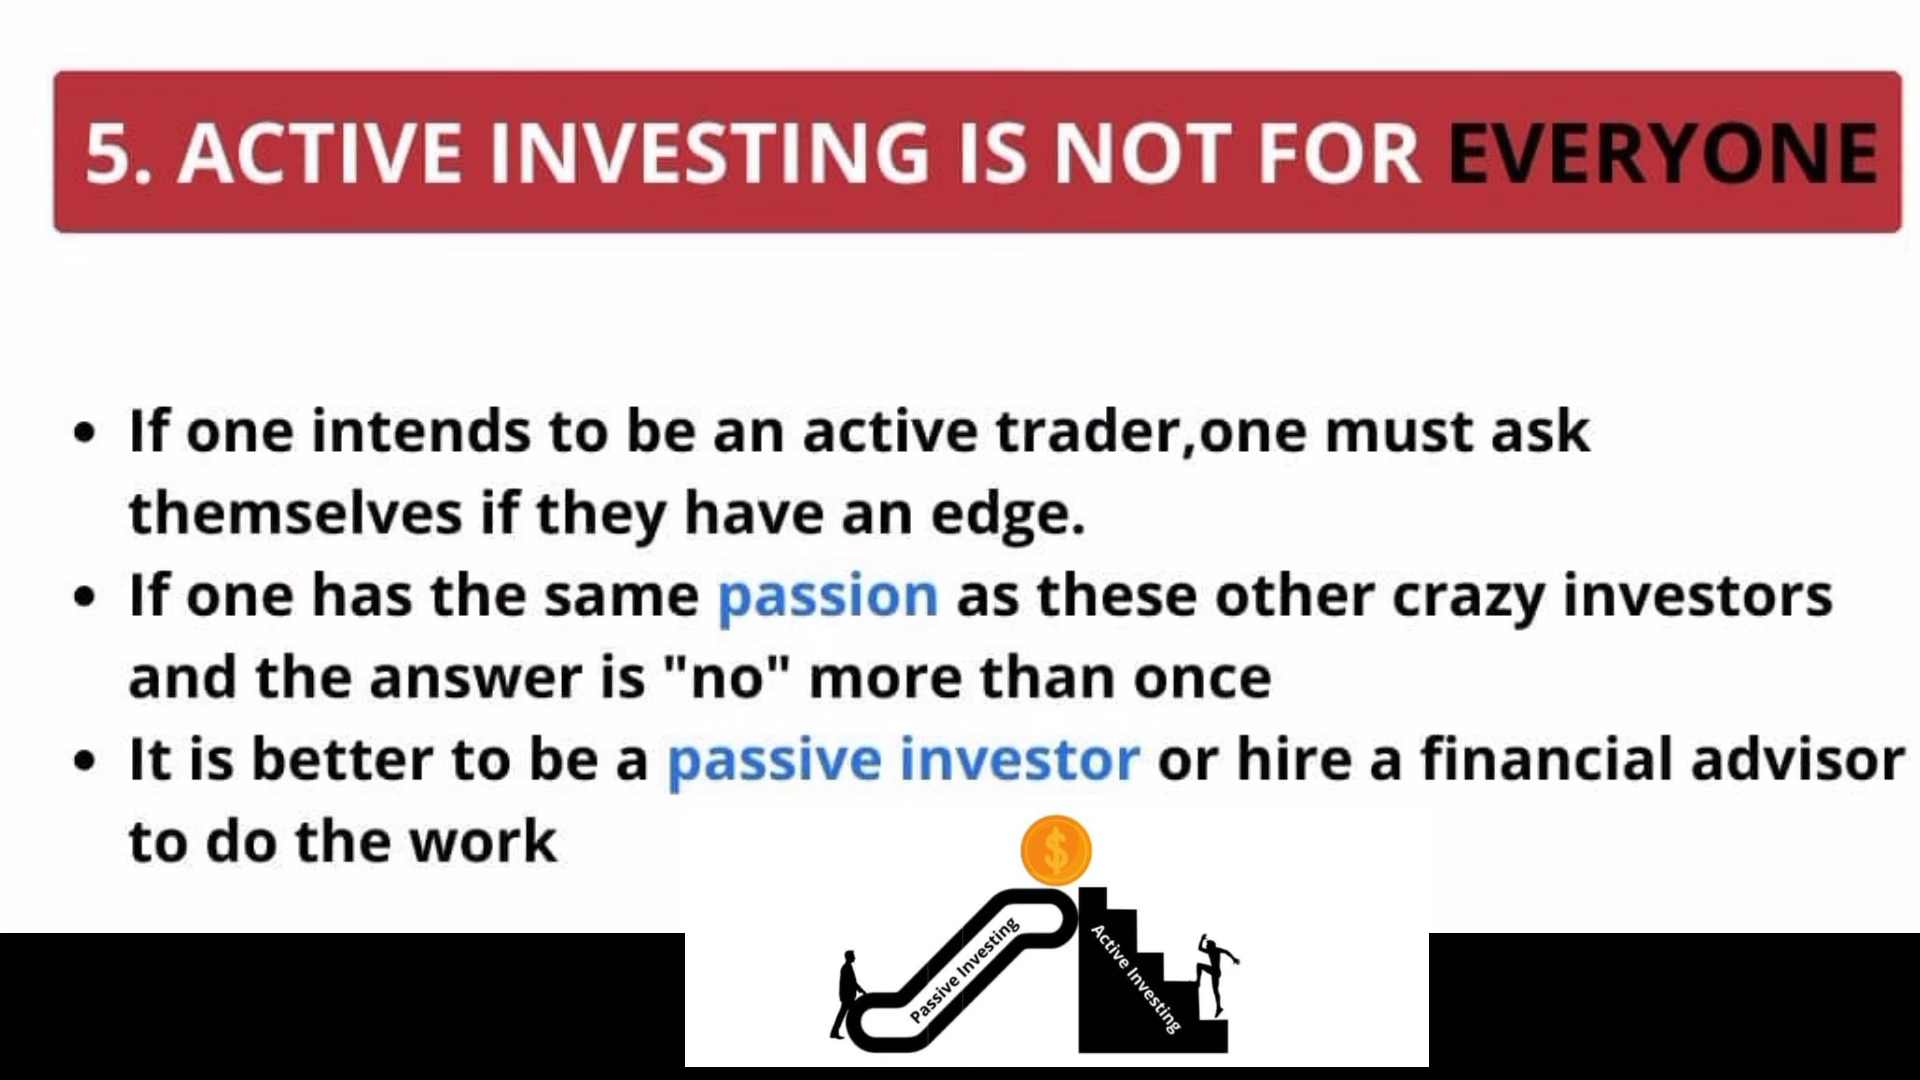 5. ACTIVE INVESTING IS NOT FOR EVERYONE
• If one intends to be an active trader,one must ask
themselves if they have an edge.
• If one has the same passion as these other crazy investors
and the answer is "no" more than once
• It is better to be a passive investor or hire a financial advisor
to do the work
$
Passive Investing
Active Investing